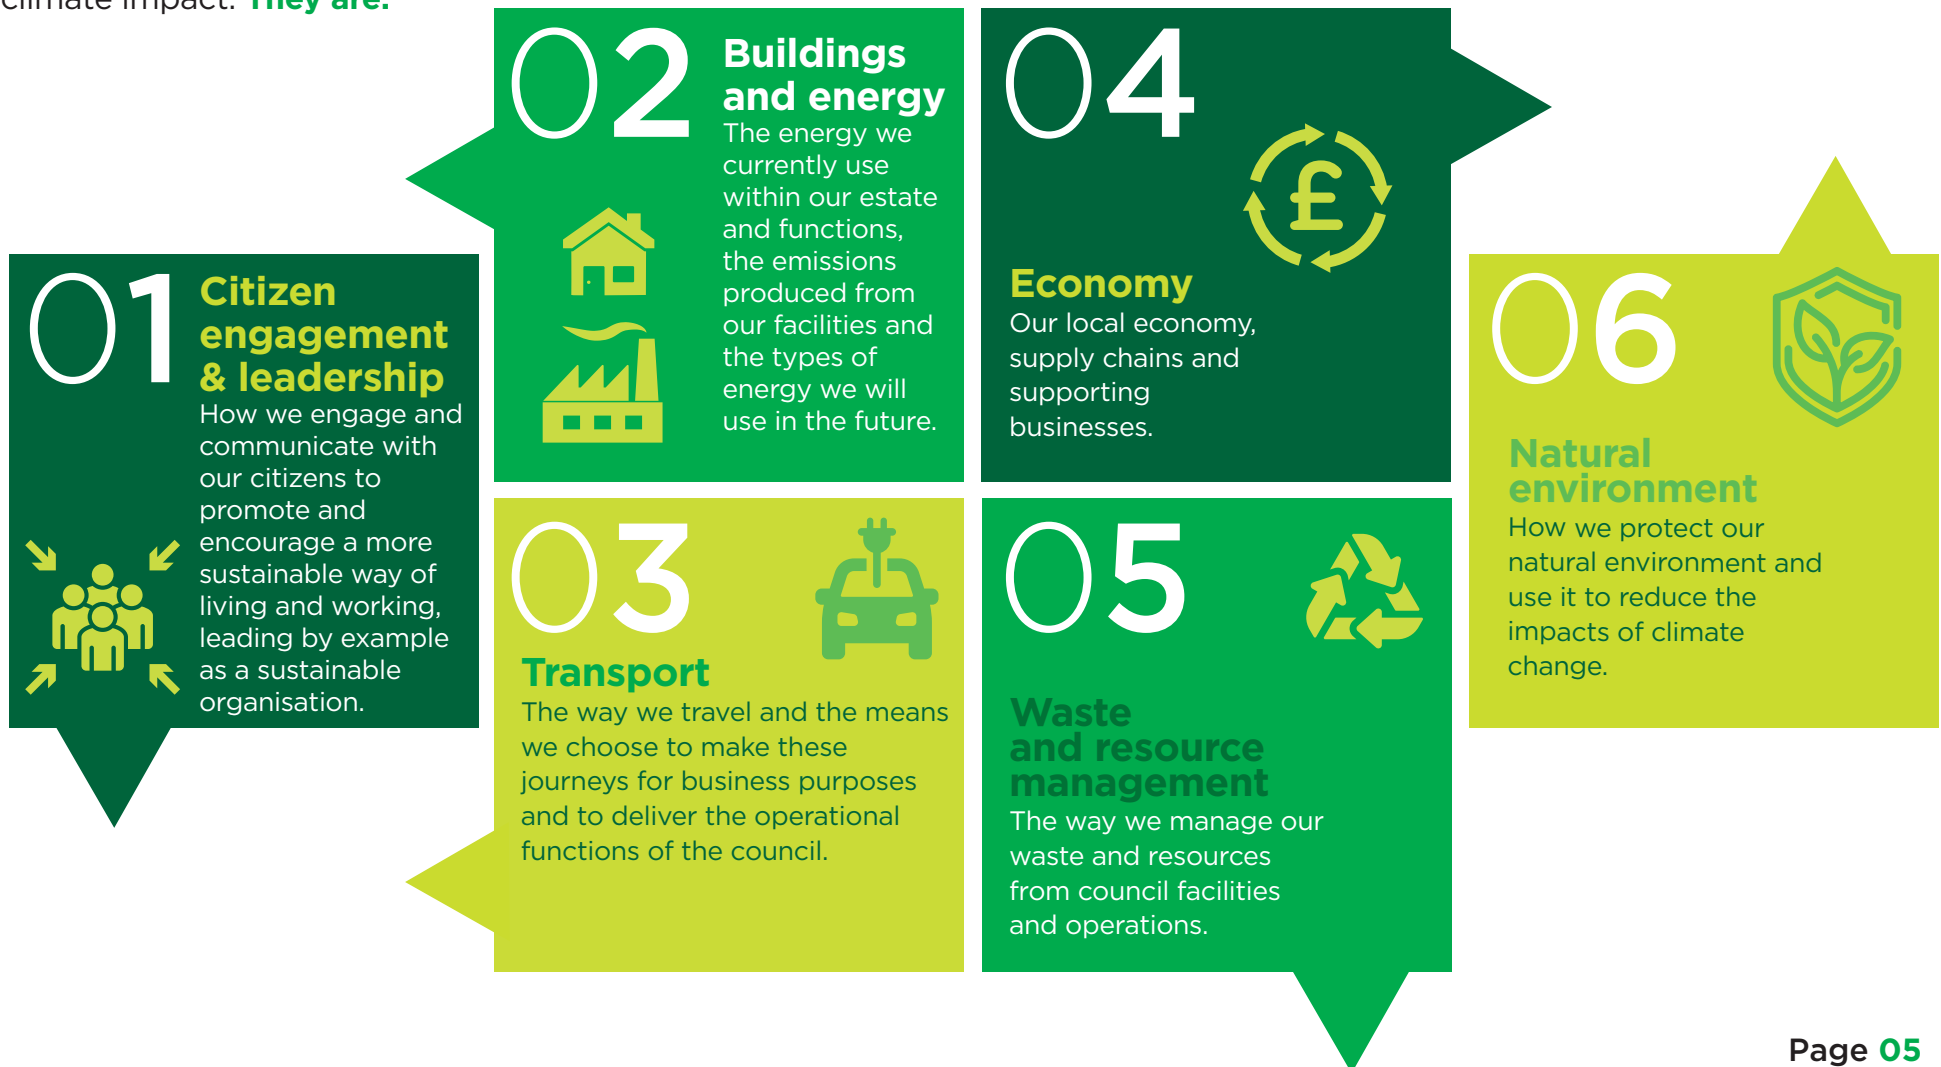 climate impact. They are.
01
Citizen
engagement
& leadership
How we engage and
communicate with
our citizens to
promote and
encourage a more
sustainable way of
living and working,
leading by example
as a sustainable
organisation.
02
Buildings
and energy
The energy we
currently use
within our estate
and functions,
the emissions
produced from
our facilities and
the types of
energy we will
use in the future.
03
Transport
The way we travel and the means
we choose to make these
journeys for business purposes
and to deliver the operational
functions of the council.
04
£
Economy
Our local economy,
supply chains and
supporting
businesses.
05
Waste
and resource
management
The way we manage our
waste and resources
from council facilities
and operations.
06
Natural
environment
How we protect our
natural environment and
use it to reduce the
impacts of climate
change.
Page 05